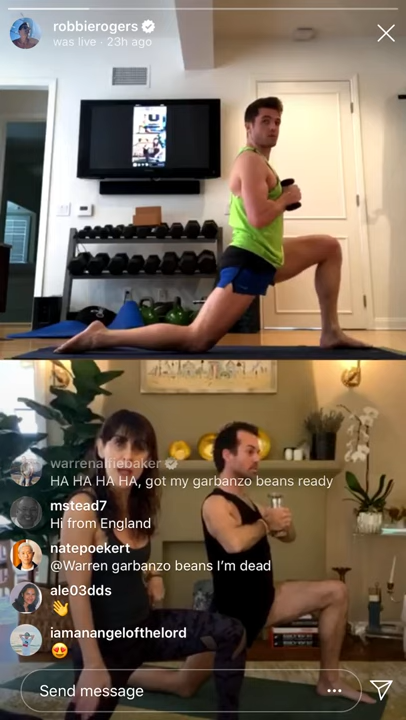 robbierogers
was live · 23h ago
warrenalfiebaker
HA HA HA HA, got my garbanzo beans ready
mstead7
Hi from England
natepoekert
@Warren garbanzo beans I'm dead
ale03dds
👋
iamanangelofthelord
😍
Send message